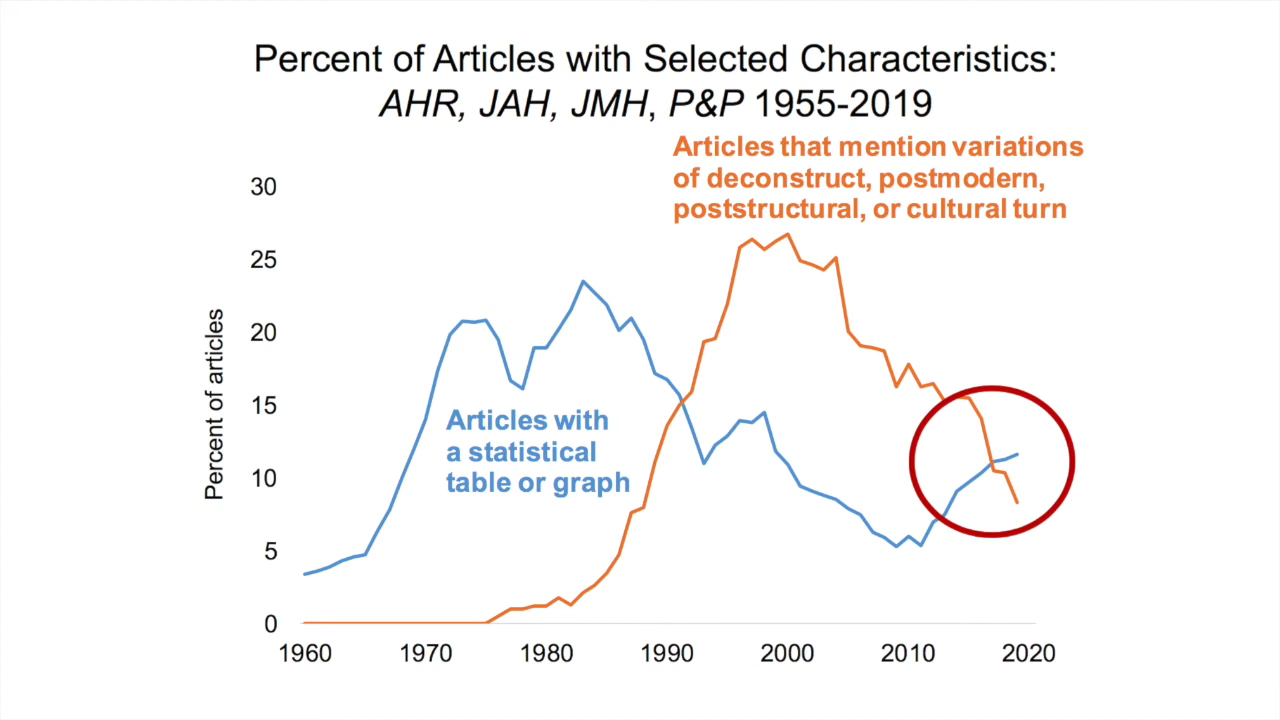 Percent of Articles with Selected Characteristics:
AHR, JAH, JMH, P&P 1955-2019
Articles that mention variations
of deconstruct, postmodern,
poststructural, or cultural turn
30
25
20
15
10
5
0
Percent of articles
Articles with
a statistical
table or graph
1960 1970 1980 1990 2000 2010 2020